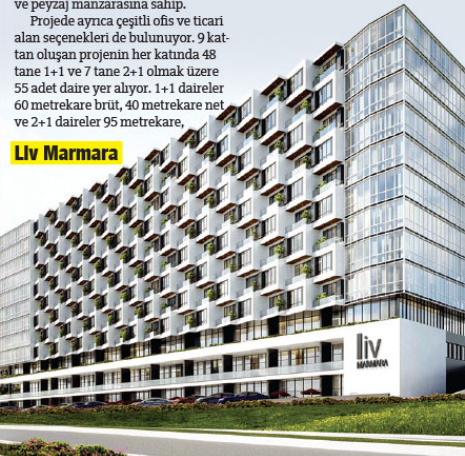 ve peyzaj manzarasına sahip.
Projede ayrıca çeşitli ofis ve ticari
alan seçenekleri de bulunuyor. 9 kat-
tan oluşan projenin her katında 48
tane 1+1 ve 7 tane 2+1 olmak üzere
55 adet daire yer alıyor. 1+1 daireler
60 metrekare brüt, 40 metrekare net
ve 2+1 daireler 95 metrekare,
LIv Marmara
liv
MARMARA